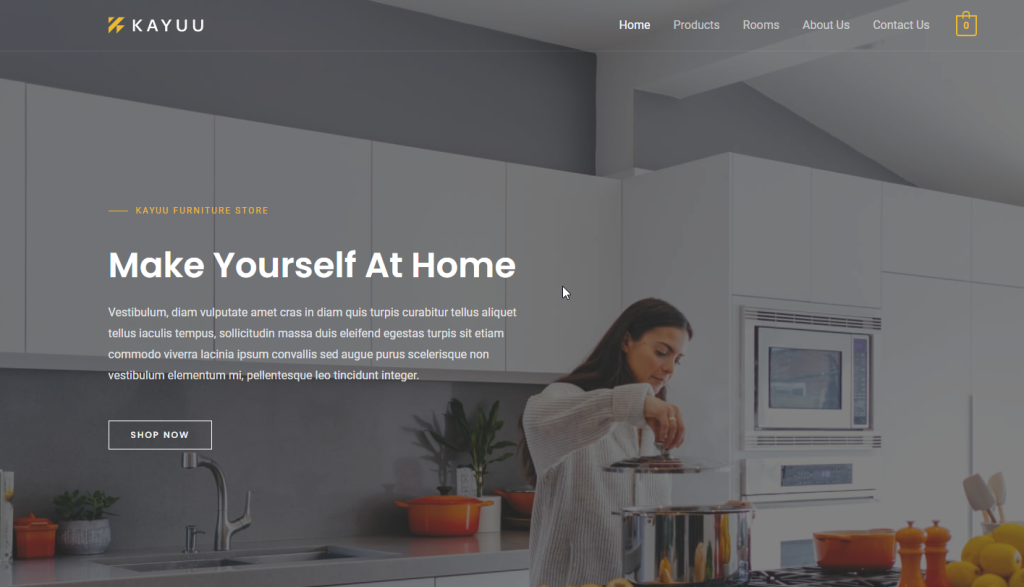 KAYUU
Home Products Rooms About Us Contact Us 0
KAYUU FURNITURE STORE
Make Yourself At Home
Vestibulum, diam vulputate amet cras in diam quis turpis curabitur tellus aliquet
tellus iaculis tempus, sollicitudin massa duis eleifend egestas turpis sit etiam
commodo viverra lacinia ipsum convallis sed augue purus scelerisque non
vestibulum elementum mi, pellentesque leo tincidunt integer.
SHOP NOW